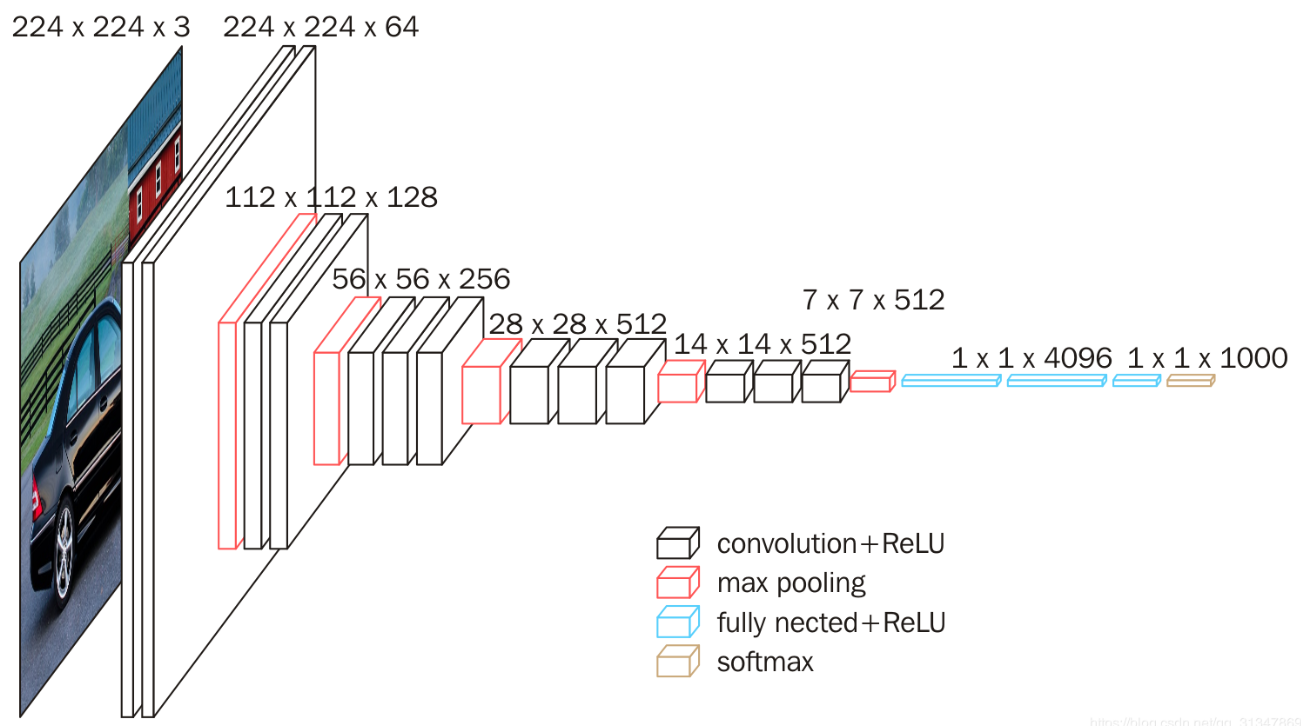 224 x 224 x 3
224 x 224 x 64
112 x 112 x 128
56 x 56 x 256
28 x 28 x 512
14 x 14 x 512
7 x 7 x 512
1 x 1 x 4096
1 x 1 x 1000
convolution+ReLU
max pooling
fully nected+ReLU
softmax
https://blog.csdn.net/qq_31347869